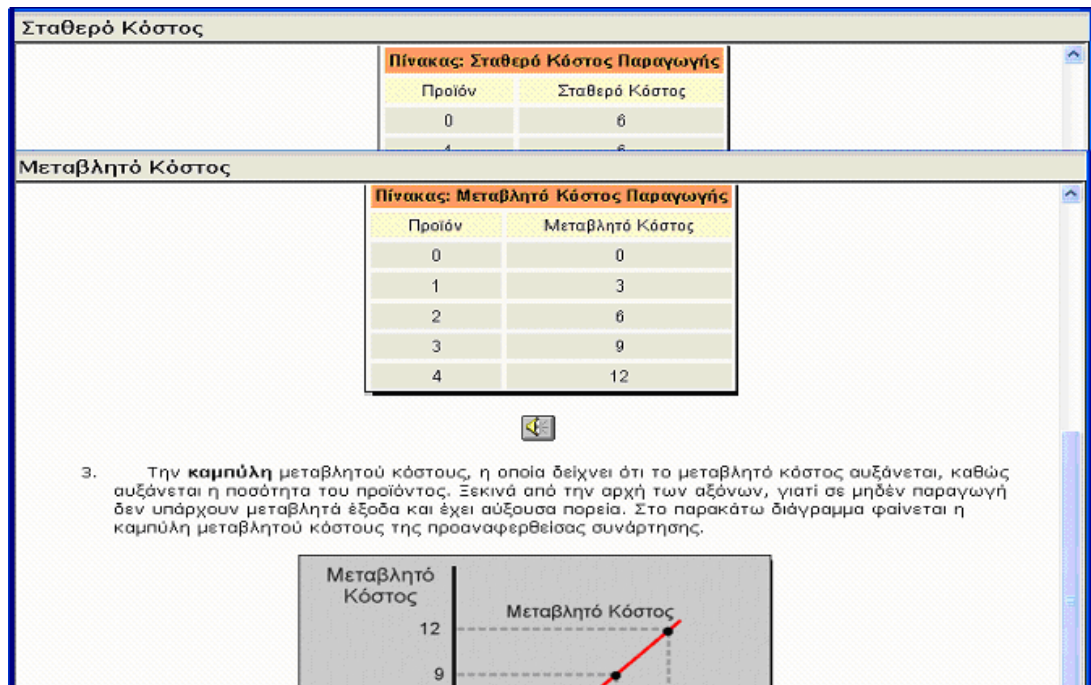 Σταθερό Κόστος
Πίνακας: Σταθερό Κόστος Παραγωγής
Προϊόν Σταθερό Κόστος
0 6
Μεταβλητό Κόστος
Πίνακας: Μεταβλητό Κόστος Παραγωγής
Προϊόν Μεταβλητό Κόστος
0 0
1 3
2 6
3 9
4 12
3. Την καμπύλη μεταβλητού κόστους, η οποία δείχνει ότι το μεταβλητό κόστος αυξάνεται, καθώς
αυξάνεται η ποσότητα του προϊόντος. Ξεκινά από την αρχή των αξόνων, γιατί σε μηδέν παραγωγή
δεν υπάρχουν μεταβλητά έξοδα και έχει αύξουσα πορεία. Στο παρακάτω διάγραμμα φαίνεται η
καμπύλη μεταβλητού κόστους της προαναφερθείσας συνάρτησης.
Μεταβλητό
Κόστος
Μεταβλητό Κόστος
12
9